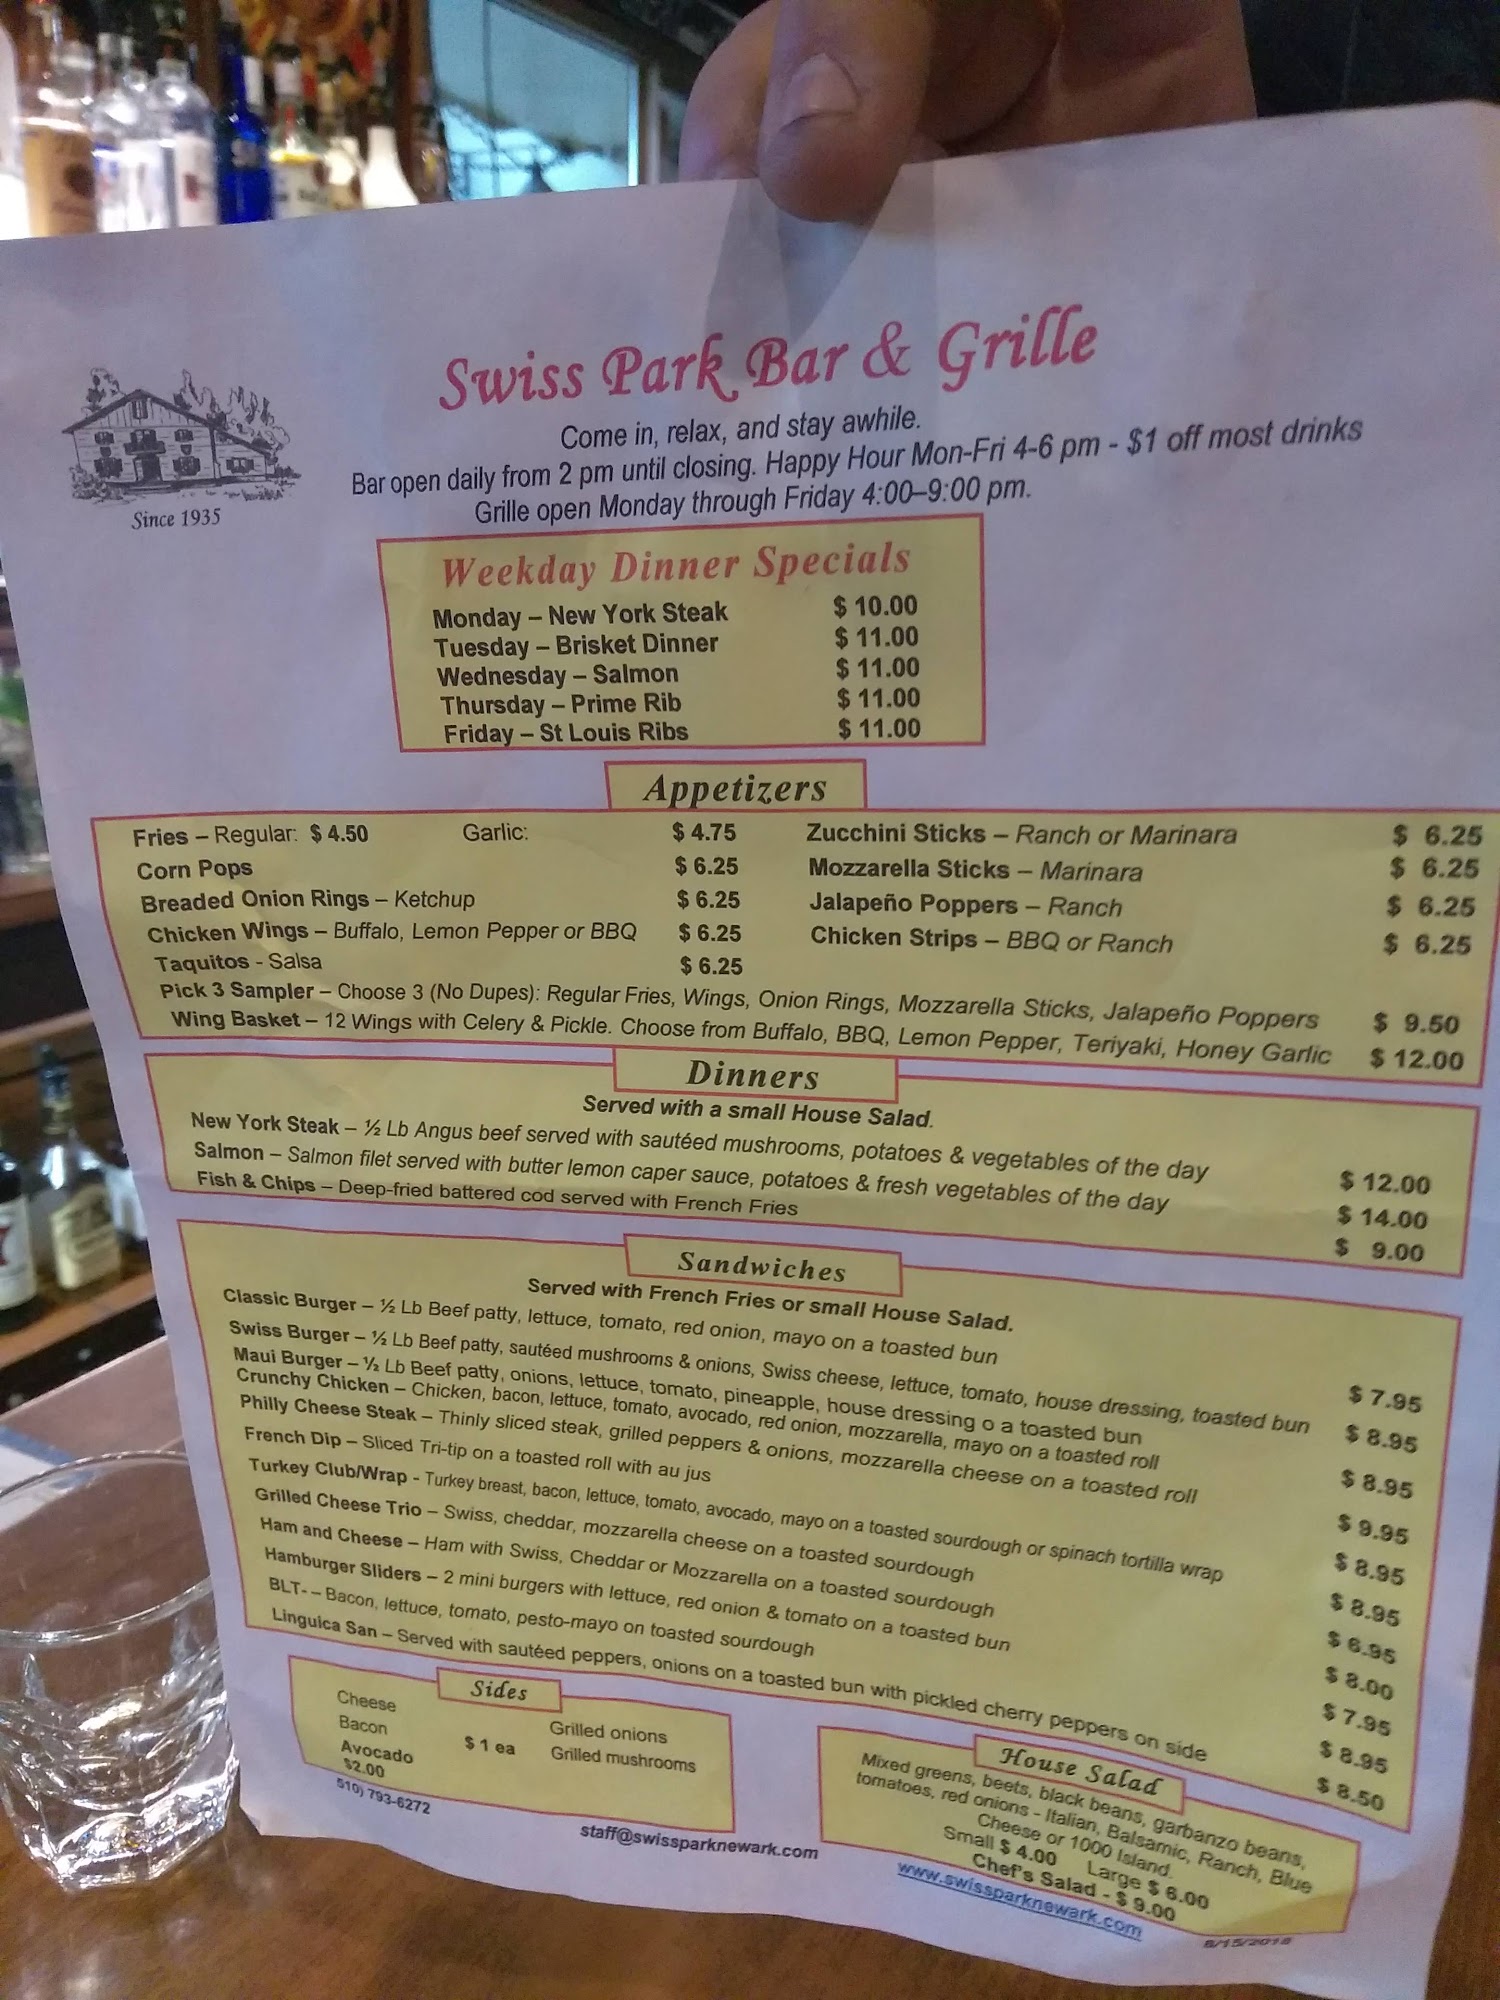 Swiss Park Bar & Grille
Come in, relax, and stay awhile.
Bar open daily from 2 pm until closing. Happy Hour Mon-Fri 4-6 pm - $1 off most drinks
Grille open Monday through Friday 4:00–9:00 pm.
Since 1935
Weekday Dinner Specials
Monday – New York Steak $ 10.00
Tuesday – Brisket Dinner $ 11.00
Wednesday – Salmon $ 11.00
Thursday – Prime Rib $ 11.00
Friday – St Louis Ribs $ 11.00
Appetizers
Fries – Regular: $ 4.50 Garlic: $ 4.75
Corn Pops $ 6.25
Breaded Onion Rings – Ketchup $ 6.25
Chicken Wings – Buffalo, Lemon Pepper or BBQ $ 6.25
Taquitos - Salsa $ 6.25
Zucchini Sticks – Ranch or Marinara $ 6.25
Mozzarella Sticks – Marinara $ 6.25
Jalapeño Poppers – Ranch $ 6.25
Chicken Strips – BBQ or Ranch $ 6.25
Pick 3 Sampler – Choose 3 (No Dupes): Regular Fries, Wings, Onion Rings, Mozzarella Sticks, Jalapeño Poppers $ 9.50
Wing Basket – 12 Wings with Celery & Pickle. Choose from Buffalo, BBQ, Lemon Pepper, Teriyaki, Honey Garlic $ 12.00
Dinners
Served with a small House Salad.
New York Steak – ½ Lb Angus beef served with sautéed mushrooms, potatoes & vegetables of the day $ 12.00
Salmon – Salmon filet served with butter lemon caper sauce, potatoes & fresh vegetables of the day $ 14.00
Fish & Chips – Deep-fried battered cod served with French Fries $ 9.00
Sandwiches
Served with French Fries or small House Salad.
Classic Burger – ½ Lb Beef patty, lettuce, tomato, red onion, mayo on a toasted bun
Swiss Burger – ½ Lb Beef patty, sautéed mushrooms & onions, Swiss cheese, lettuce, tomato, house dressing, toasted bun
Maui Burger – ½ Lb Beef patty, onions, lettuce, tomato, pineapple, house dressing o a toasted bun
Crunchy Chicken – Chicken, bacon, lettuce, tomato, avocado, red onion, mozzarella, mayo on a toasted roll
Philly Cheese Steak – Thinly sliced steak, grilled peppers & onions, mozzarella cheese on a toasted roll
French Dip – Sliced Tri-tip on a toasted roll with au jus
Turkey Club/Wrap - Turkey breast, bacon, lettuce, tomato, avocado, mayo on a toasted sourdough or spinach tortilla wrap
Grilled Cheese Trio – Swiss, cheddar, mozzarella cheese on a toasted sourdough
Ham and Cheese – Ham with Swiss, Cheddar or Mozzarella on a toasted sourdough
Hamburger Sliders – 2 mini burgers with lettuce, red onion & tomato on a toasted bun
BLT- – Bacon, lettuce, tomato, pesto-mayo on toasted sourdough
Linguica San – Served with sautéed peppers, onions on a toasted bun with pickled cherry peppers on side
$ 7.95
$ 8.95
$ 8.95
$ 9.95
$ 8.95
$ 8.95
$ 6.95
$ 8.00
$ 7.95
$ 8.95
$ 8.50
Sides
Cheese
Bacon
Avocado
$2.00
$ 1 ea
Grilled onions
Grilled mushrooms
House Salad
Mixed greens, beets, black beans, garbanzo beans,
tomatoes, red onions - Italian, Balsamic, Ranch, Blue
Cheese or 1000 Island.
Small $ 4.00 Large $ 6.00
Chef's Salad - $ 9.00
510) 793-6272
staff@swissparknewark.com
www.swissparknewark.com
8/15/2018